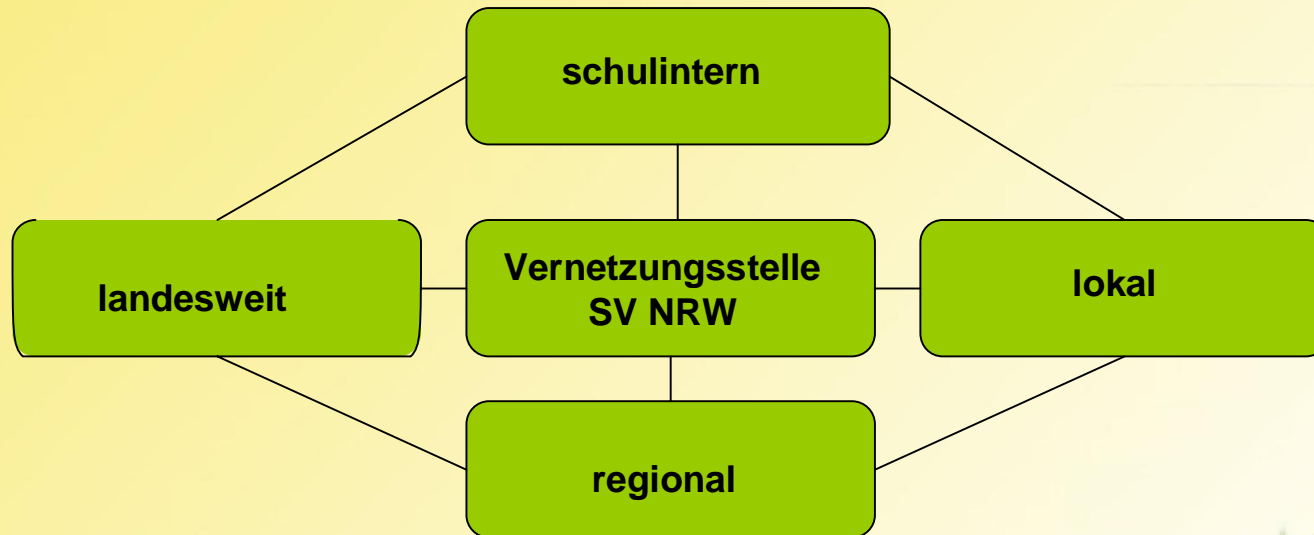 schulintern
landesweit
Vernetzungsstelle
SV NRW
lokal
regional